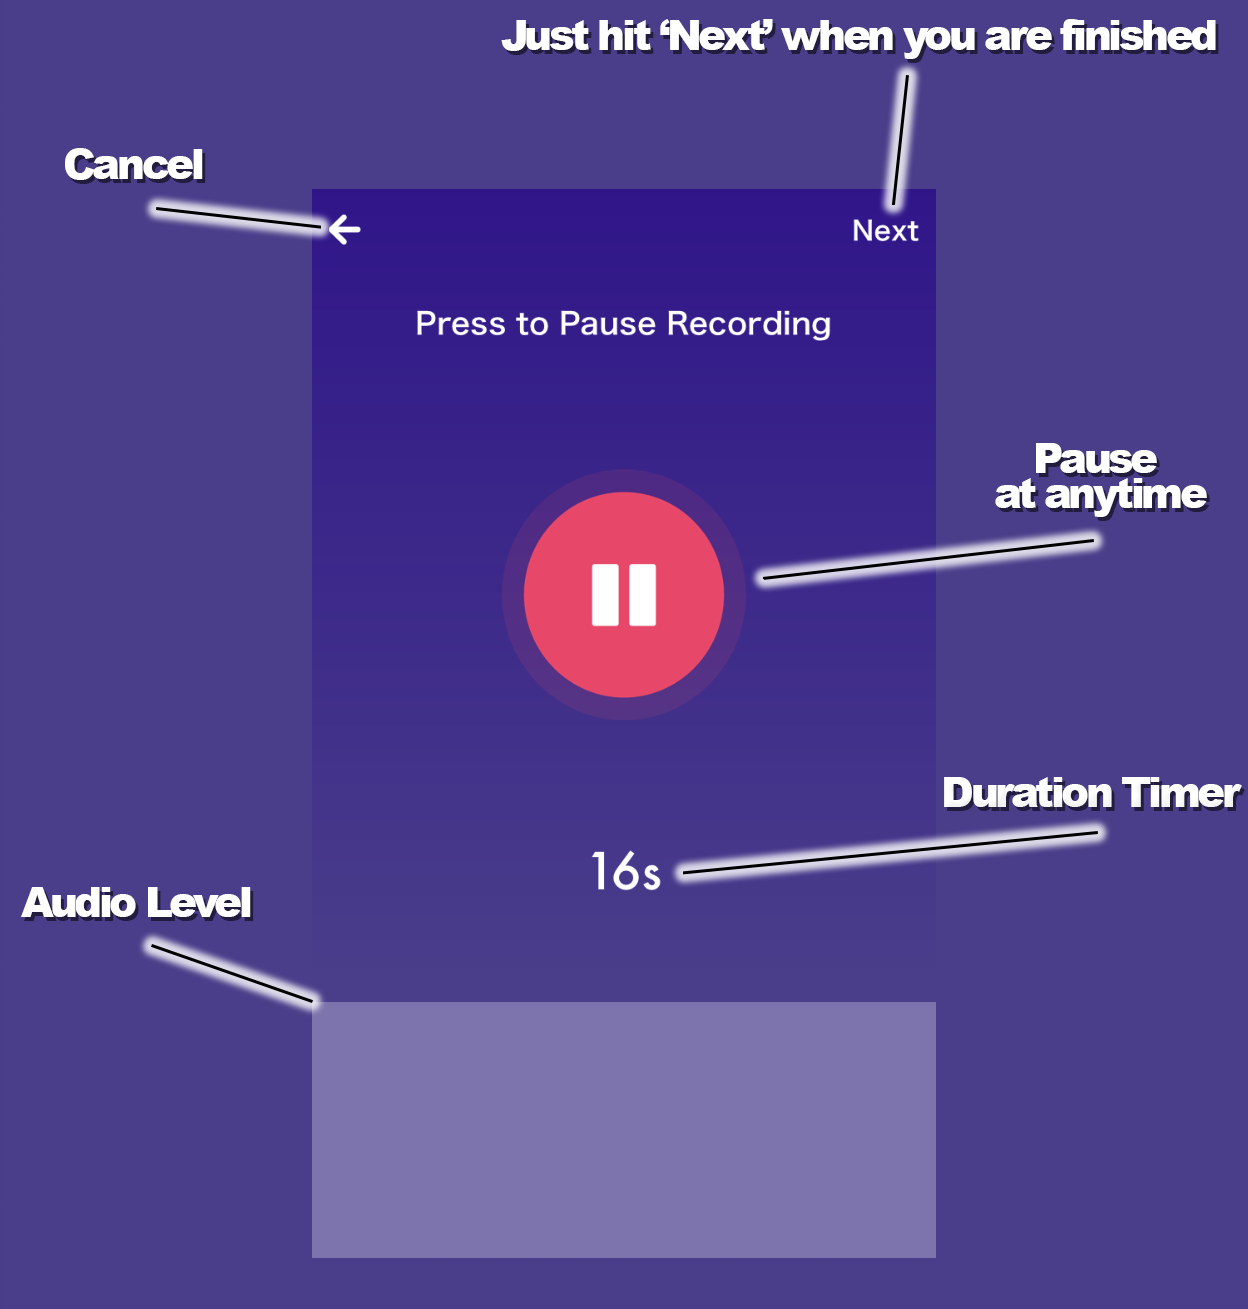 Just hit ‘Next’ when you are finished
Cancel
Next
Press to Pause Recording
Pause
at anytime
Duration Timer
16s
Audio Level